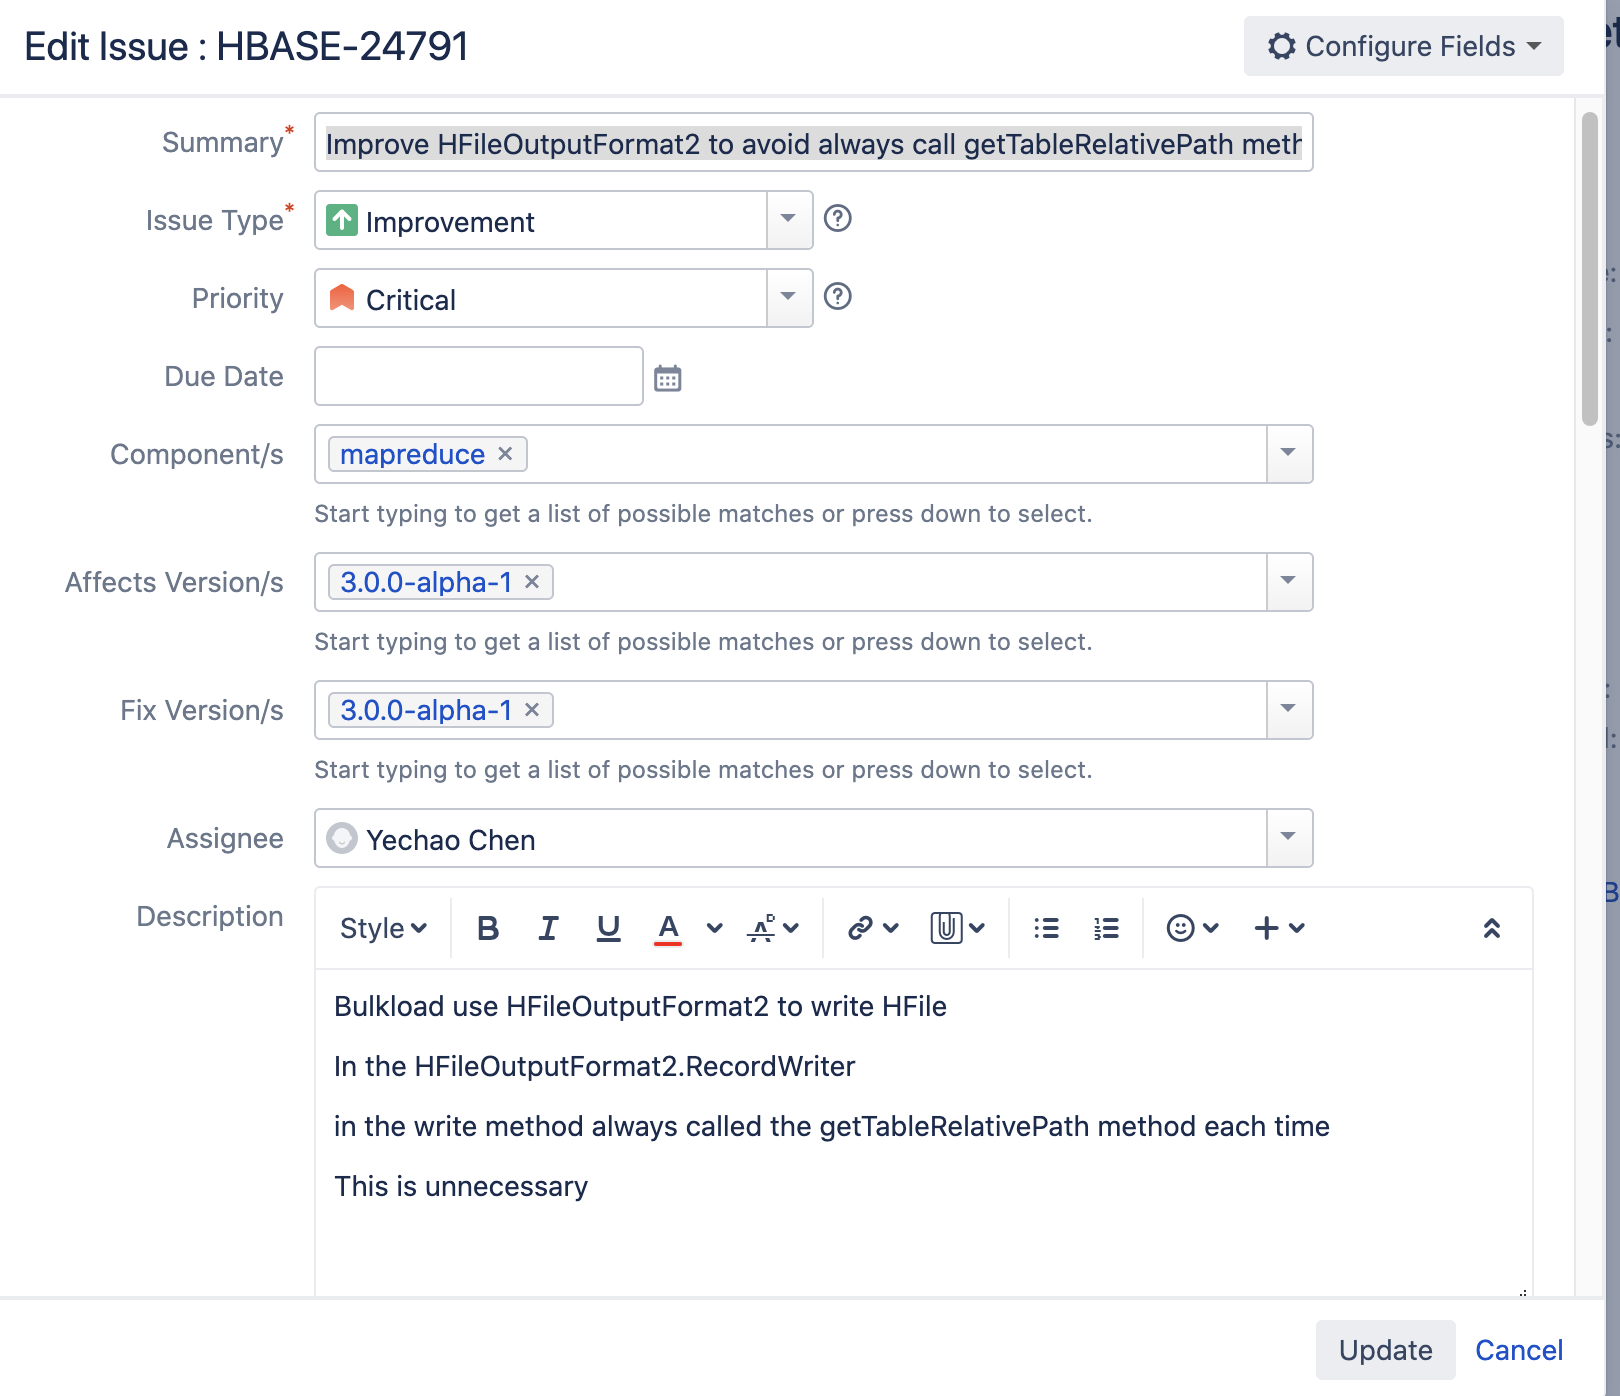 Edit Issue : HBASE-24791
Configure Fields
Summary*
Improve HFileOutputFormat2 to avoid always call getTableRelativePath meth
Issue Type*
Improvement
Priority
Critical
Due Date
Component/s
mapreduce
Start typing to get a list of possible matches or press down to select.
Affects Version/s
3.0.0-alpha-1
Start typing to get a list of possible matches or press down to select.
Fix Version/s
3.0.0-alpha-1
Start typing to get a list of possible matches or press down to select.
Assignee
Yechao Chen
Description
Style
Bulkload use HFileOutputFormat2 to write HFile
In the HFileOutputFormat2.RecordWriter
in the write method always called the getTableRelativePath method each time
This is unnecessary
Update
Cancel